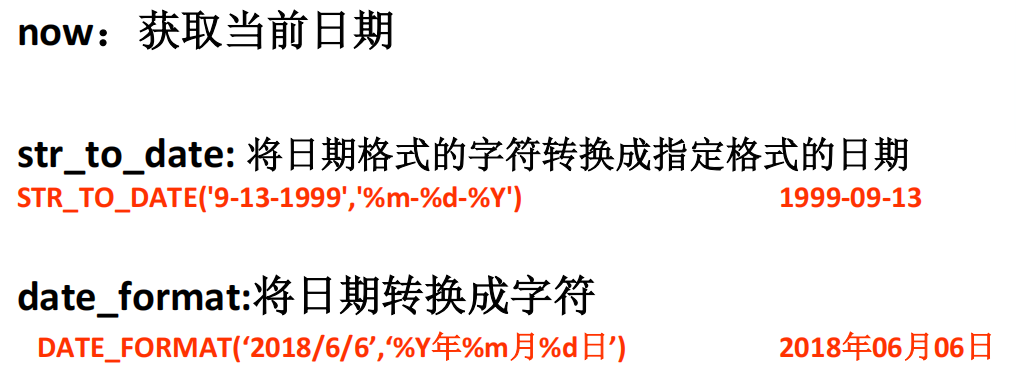 now：获取当前日期
str_to_date: 将日期格式的字符转换成指定格式的日期
STR_TO_DATE('9-13-1999','%m-%d-%Y') 1999-09-13
date_format:将日期转换成字符
DATE_FORMAT(‘2018/6/6’,‘%Y年%m月%d日’) 2018年06月06日